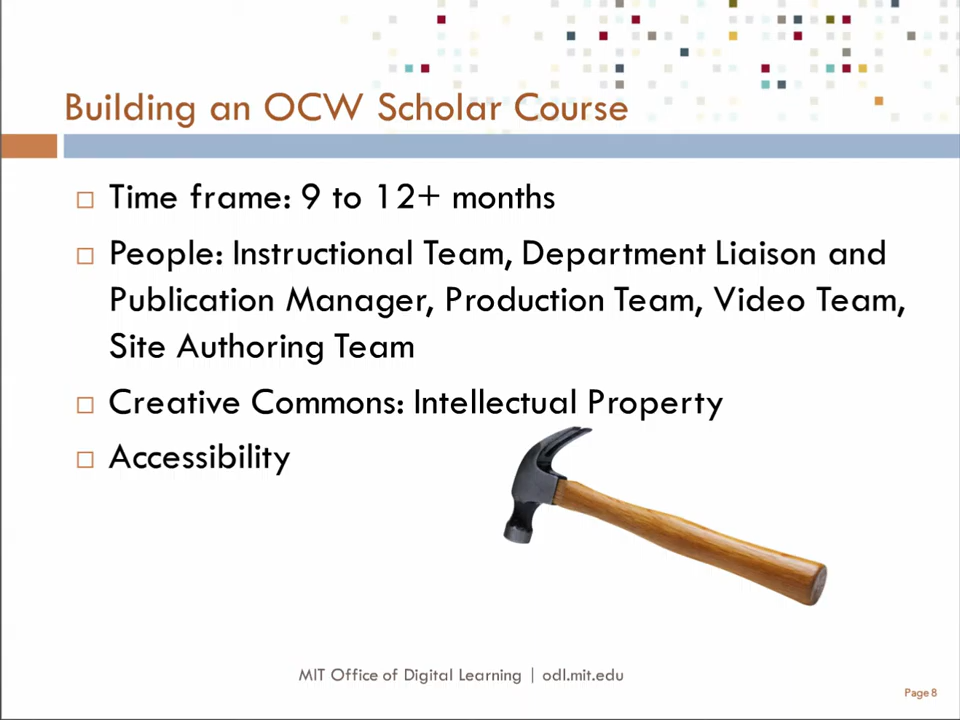 Building an OCW Scholar Course
Time frame: 9 to 12+ months
People: Instructional Team, Department Liaison and
Publication Manager, Production Team, Video Team,
Site Authoring Team
Creative Commons: Intellectual Property
Accessibility
MIT Office of Digital Learning | odl.mit.edu
Page 8